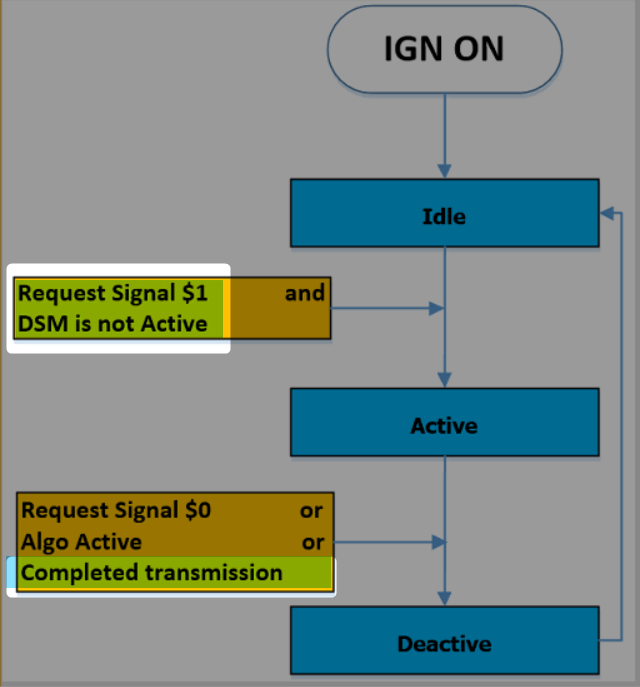 IGN ON
Idle
Request Signal $1 and
DSM is not Active
Active
Request Signal $0 or
Algo Active or
Completed transmission
Deactive